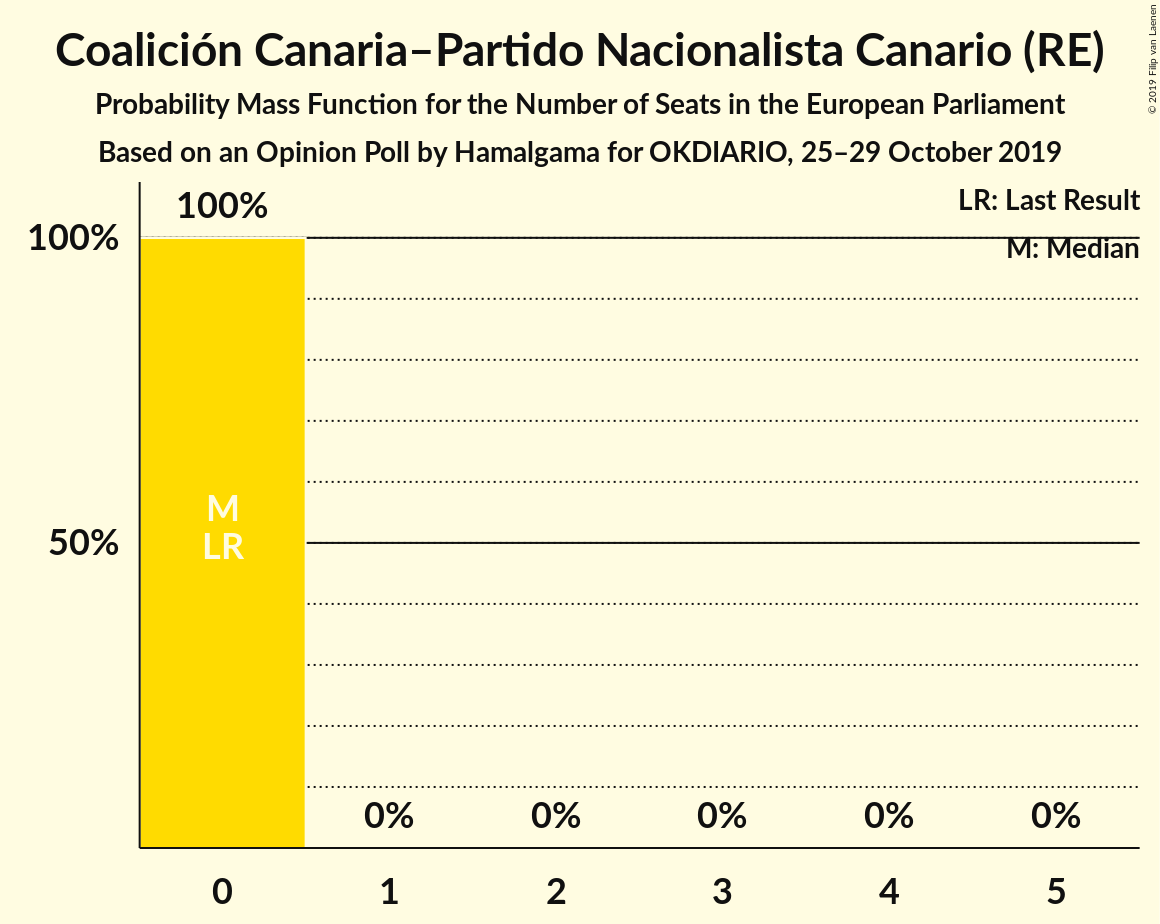 Coalición Canaria–Partido Nacionalista Canario (RE)
Probability Mass Function for the Number of Seats in the European Parliament
Based on an Opinion Poll by Hamalgama for OKDIARIO, 25–29 October 2019
© 2019 Filip van Laenen
LR: Last Result
M: Median
100%
100%
50%
M
LR
0% 0% 0% 0% 0%
0 1 2 3 4 5